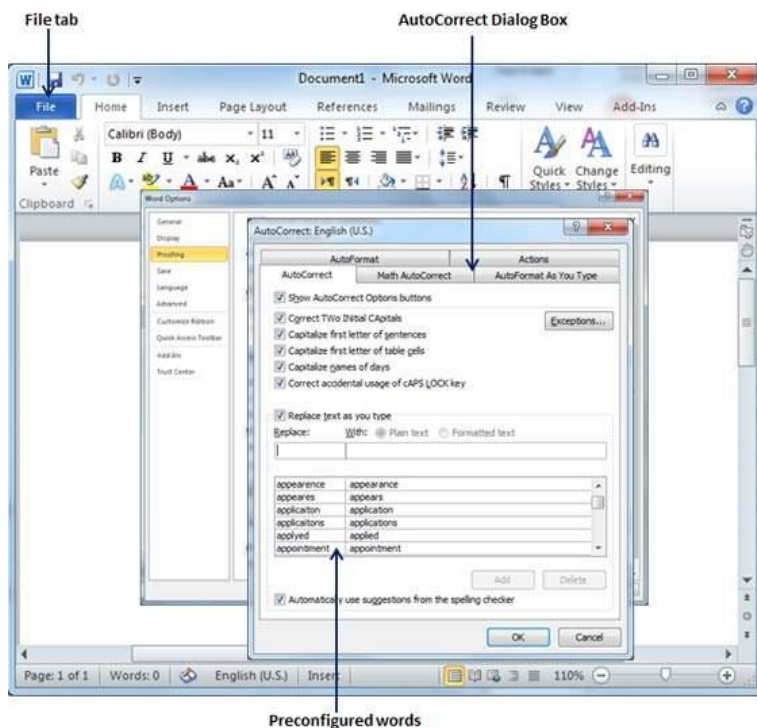 File tab
AutoCorrect Dialog Box
Document1 - Microsoft Word
File Home Insert Page Layout References Mailings Review View Add-Ins
Calibri (Body) 11
Paste
B I U abc x₂ x²
Aa A A
Quick Styles
Change Styles
Editing
Clipboard
Word Options
General
Display
Proofing
Save
Language
Advanced
Customize Ribbon
Quick Access Toolbar
Add-Ins
Trust Center
AutoCorrect: English (U.S.)
AutoFormat Actions
AutoCorrect Math AutoCorrect AutoFormat As You Type
Show AutoCorrect Options buttons
Correct TWo INitial CApitals
Exceptions...
Capitalize first letter of sentences
Capitalize first letter of table cells
Capitalize names of days
Correct accidental usage of cAPS LOCK key
Replace text as you type
Replace: With: Plain text Formatted text
appearence appearance
appeares appears
applicaiton application
applicaitons applications
applyed applied
appointment
Add Delete
Automatically use suggestions from the spelling checker
OK Cancel
Page: 1 of 1 Words: 0 English (U.S.) Insert 110%
Preconfigured words